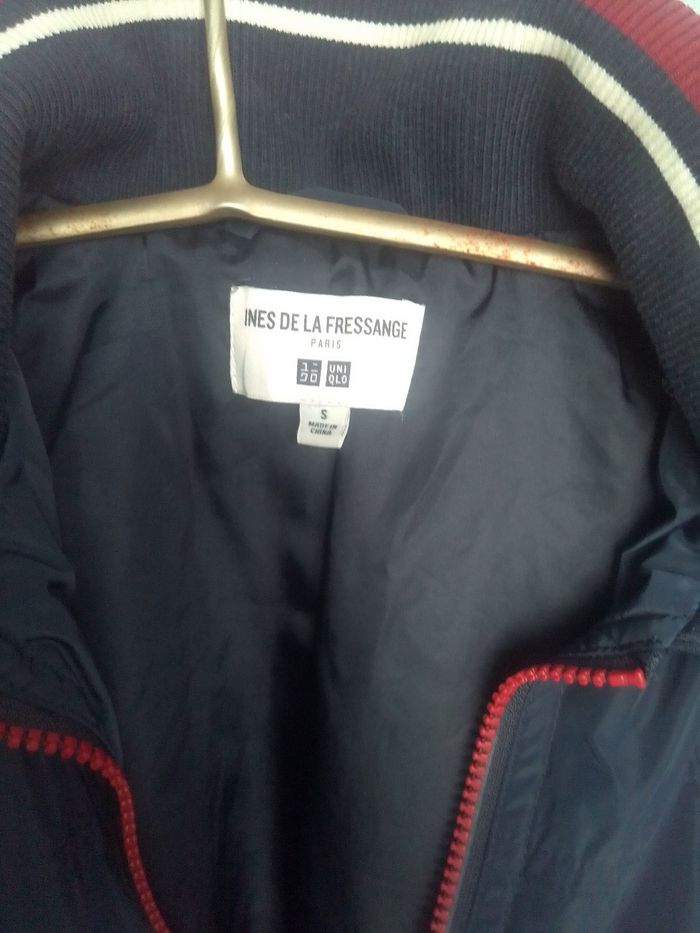 INES DE LA FRESSANGE
PARIS
UNI
QLO
S
MADE IN
CHINA